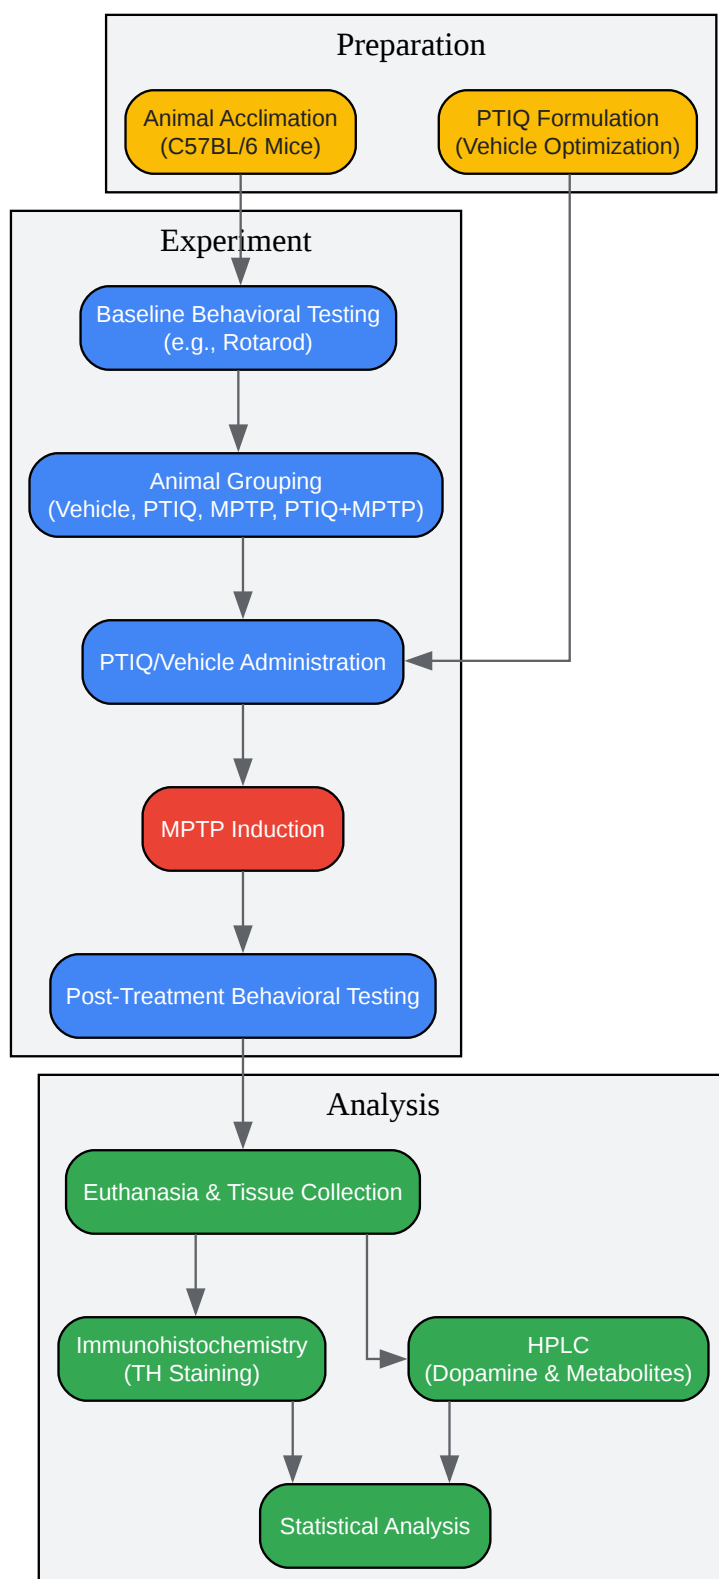 Preparation
Animal Acclimation
(C57BL/6 Mice)
PTIQ Formulation
(Vehicle Optimization)
Experiment
Baseline Behavioral Testing
(e.g., Rotarod)
Animal Grouping
(Vehicle, PTIQ, MPTP, PTIQ+MPTP)
PTIQ/Vehicle Administration
MPTP Induction
Post-Treatment Behavioral Testing
Analysis
Euthanasia & Tissue Collection
Immunohistochemistry
(TH Staining)
HPLC
(Dopamine & Metabolites)
Statistical Analysis